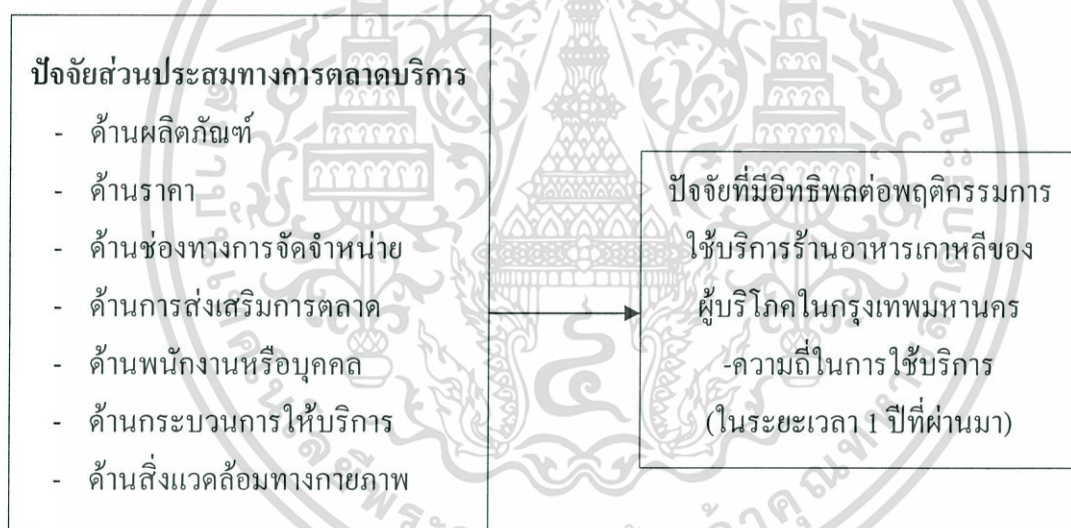 ปัจจัยส่วนประสมทางการตลาดบริการ
- ด้านผลิตภัณฑ์
- ด้านราคา
- ด้านช่องทางการจัดจำหน่าย
- ด้านการส่งเสริมการตลาด
- ด้านพนักงานหรือบุคคล
- ด้านกระบวนการให้บริการ
- ด้านสิ่งแวดล้อมทางกายภาพ
ปัจจัยที่มีอิทธิพลต่อพฤติกรรมการ
ใช้บริการร้านอาหารเกาหลีของ
ผู้บริโภคในกรุงเทพมหานคร
-ความถี่ในการใช้บริการ
(ในระยะเวลา 1 ปีที่ผ่านมา)